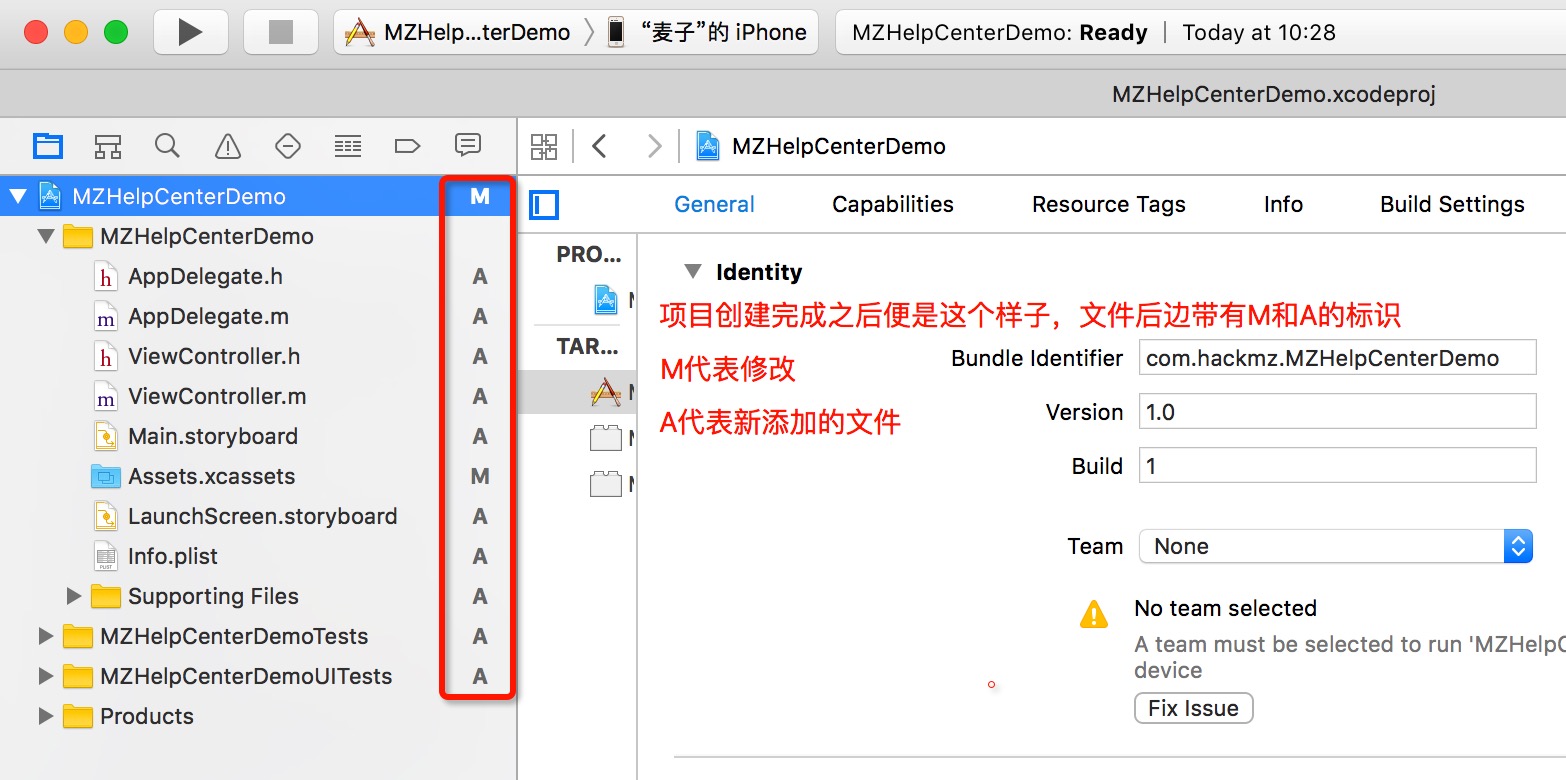 MZHelp...terDemo
“麦子”的 iPhone
MZHelpCenterDemo: Ready
Today at 10:28
MZHelpCenterDemo.xcodeproj
MZHelpCenterDemo M
MZHelpCenterDemo
AppDelegate.h A
AppDelegate.m A
ViewController.h A
ViewController.m A
Main.storyboard A
Assets.xcassets M
LaunchScreen.storyboard A
Info.plist A
Supporting Files A
MZHelpCenterDemoTests A
MZHelpCenterDemoUITests A
Products
MZHelpCenterDemo
General Capabilities Resource Tags Info Build Settings
PRO...
TAR...
Identity
项目创建完成之后便是这个样子，文件后边带有M和A的标识
M代表修改
A代表新添加的文件
Bundle Identifier com.hackmz.MZHelpCenterDemo
Version 1.0
Build 1
Team None
No team selected
A team must be selected to run 'MZHelpC
device
Fix Issue